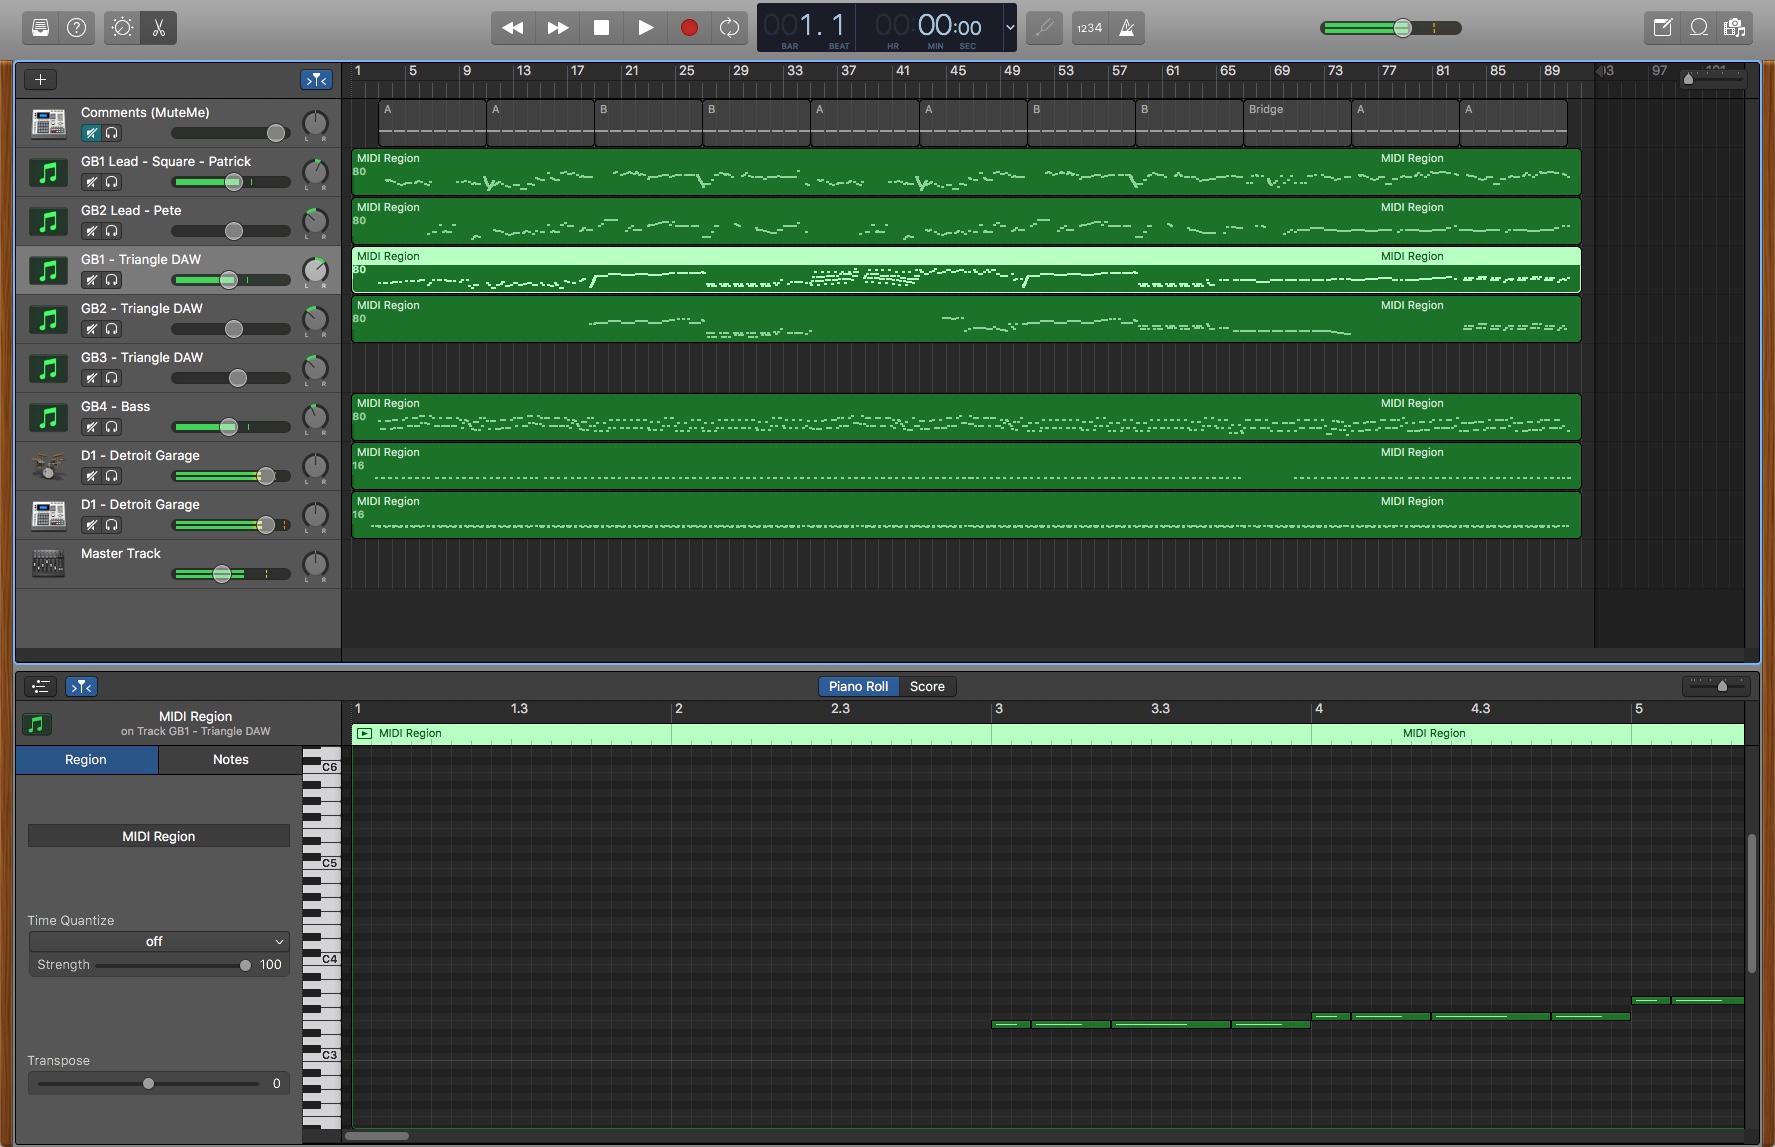 001. 1 00:00:00
BAR BEAT HR MIN SEC
1234
1 5 9 13 17 21 25 29 33 37 41 45 49 53 57 61 65 69 73 77 81 85 89 93 97 101
Comments (MuteMe)
L R
A A B B A A B B Bridge A A
GB1 Lead - Square - Patrick
L R
MIDI Region MIDI Region
80
GB2 Lead - Pete
L R
MIDI Region MIDI Region
80
GB1 - Triangle DAW
L R
MIDI Region MIDI Region
80
GB2 - Triangle DAW
L R
MIDI Region MIDI Region
80
GB3 - Triangle DAW
L R
GB4 - Bass
L R
MIDI Region MIDI Region
80
D1 - Detroit Garage
L R
MIDI Region MIDI Region
16
D1 - Detroit Garage
L R
MIDI Region MIDI Region
16
Master Track
L R
Piano Roll Score
MIDI Region
on Track GB1 - Triangle DAW
1 1.3 2 2.3 3 3.3 4 4.3 5
MIDI Region MIDI Region
Region Notes
C6
MIDI Region
C5
Time Quantize
off
C4
Strength 100
C3
Transpose
0